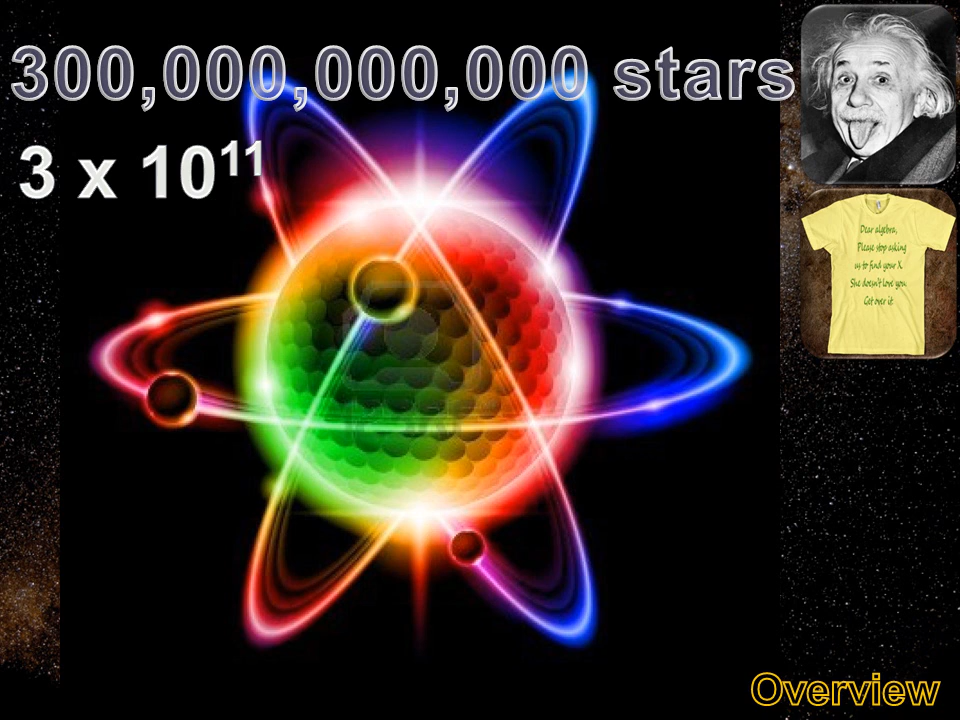 300,000,000,000 stars
3 x 10¹¹
Dear algebra,
Please stop asking
us to find your X.
She doesn't love you.
Get over it
Overview